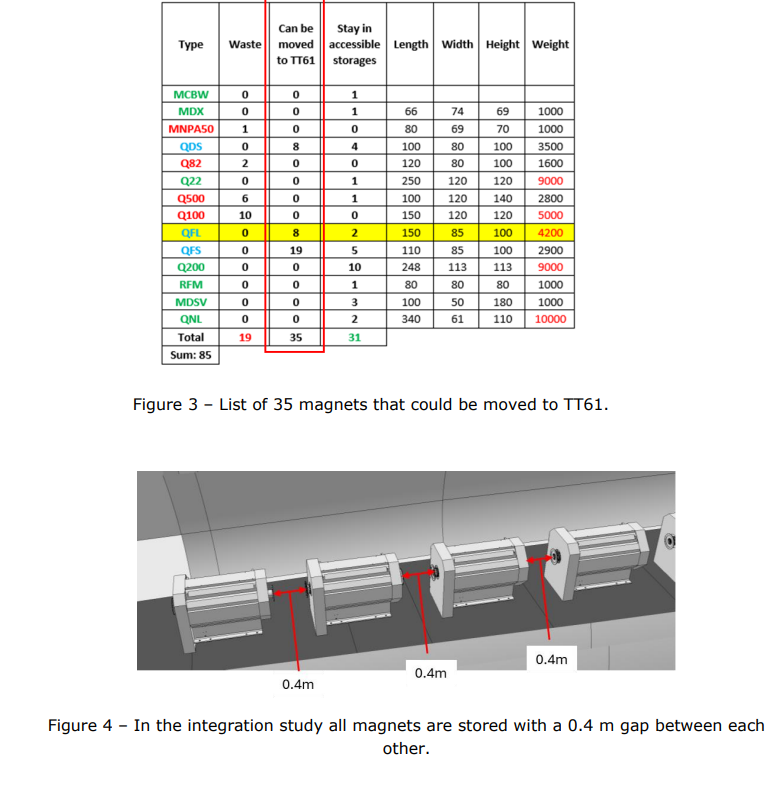 Type Waste Can be moved to TT61 Stay in accessible storages Length Width Height Weight
MCBW 0 0 1
MDX 0 0 1 66 74 69 1000
MNPA50 1 0 0 80 69 70 1000
QDS 0 8 4 100 80 100 3500
Q82 2 0 0 120 80 100 1600
Q22 0 0 1 250 120 120 9000
Q500 6 0 1 100 120 140 2800
Q100 10 0 0 150 120 120 5000
QFL 0 8 2 150 85 100 4200
QFS 0 19 5 110 85 100 2900
Q200 0 0 10 248 113 113 9000
RFM 0 0 1 80 80 80 1000
MDSV 0 0 3 100 50 180 1000
QNL 0 0 2 340 61 110 10000
Total 19 35 31
Sum: 85
Figure 3 – List of 35 magnets that could be moved to TT61.
0.4m
0.4m
0.4m
Figure 4 – In the integration study all magnets are stored with a 0.4 m gap between each
other.